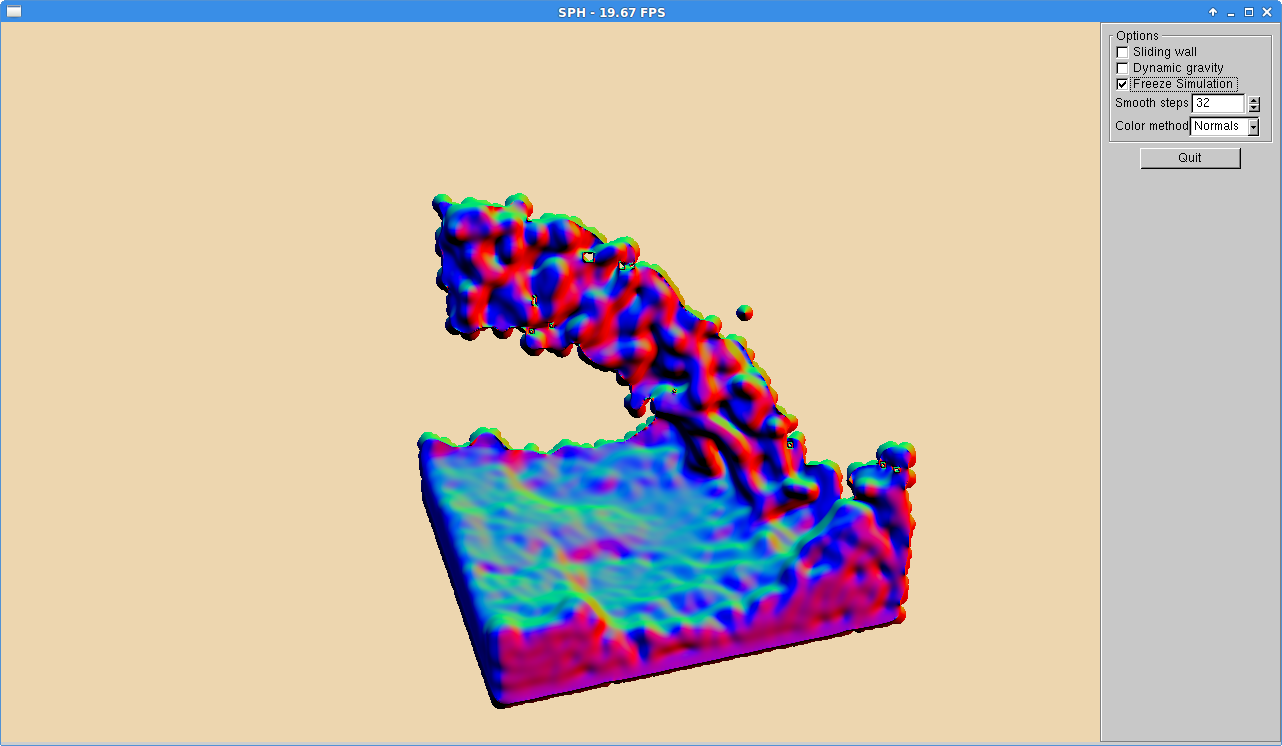 SPH - 19.67 FPS
Options
Sliding wall
Dynamic gravity
Freeze Simulation
Smooth steps 32
Color method Normals
Quit